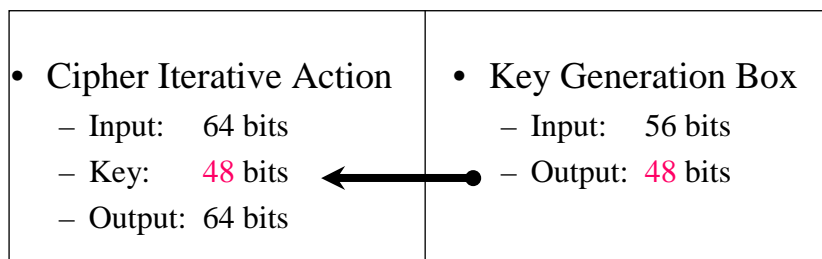 • Cipher Iterative Action
– Input: 64 bits
– Key: 48 bits
– Output: 64 bits
• Key Generation Box
– Input: 56 bits
– Output: 48 bits